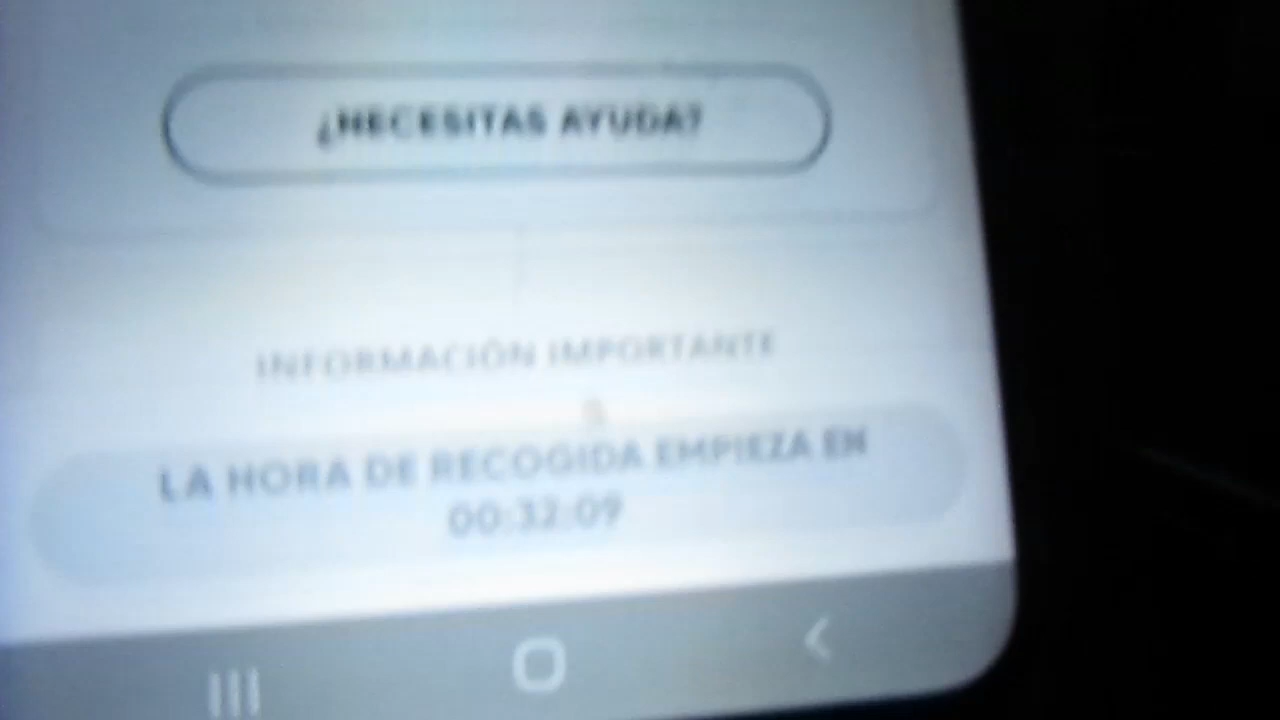 ¿NECESITAS AYUDA?
INFORMACIÓN IMPORTANTE
LA HORA DE RECOGIDA EMPIEZA EN
00:32:09